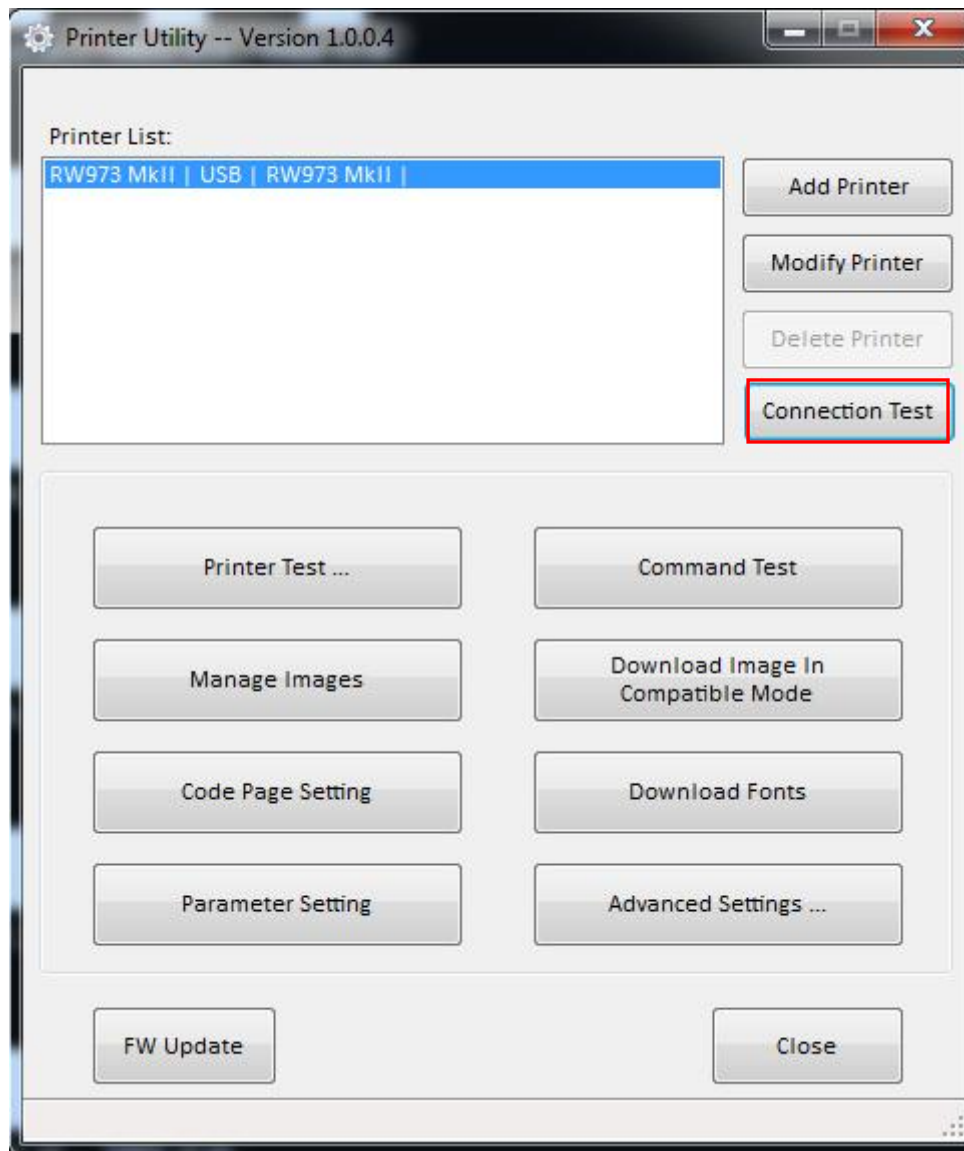 Printer Utility -- Version 1.0.0.4
Printer List:
RW973 MkII | USB | RW973 MkII |
Add Printer
Modify Printer
Delete Printer
Connection Test
Printer Test ...
Command Test
Manage Images
Download Image In
Compatible Mode
Code Page Setting
Download Fonts
Parameter Setting
Advanced Settings ...
FW Update
Close